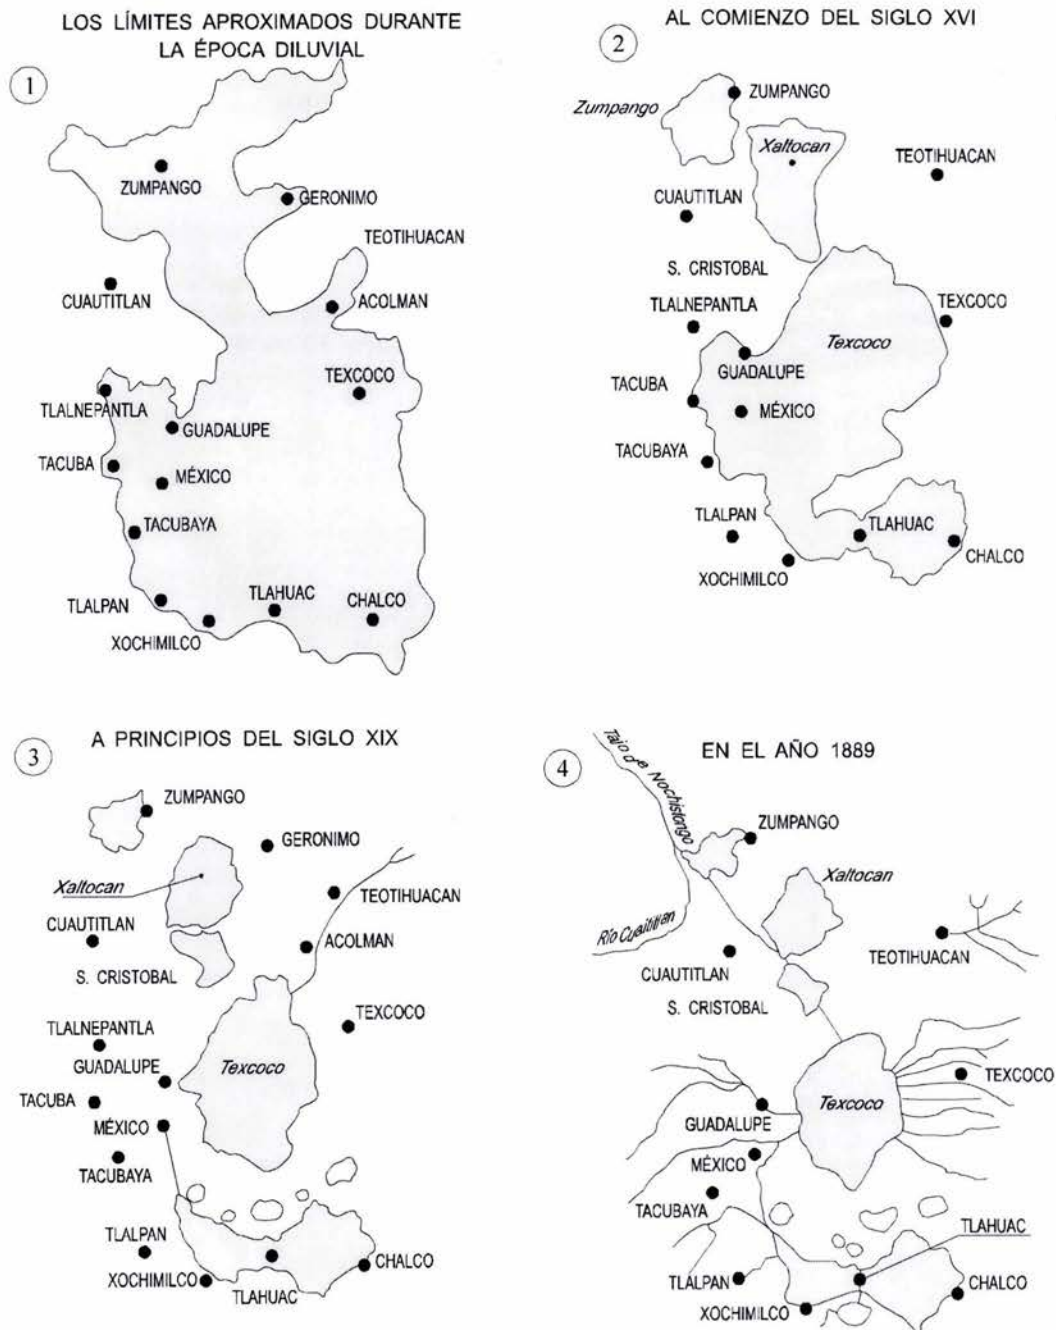 LOS LÍMITES APROXIMADOS DURANTE
LA ÉPOCA DILUVIAL
1
ZUMPANGO
GERONIMO
TEOTIHUACAN
CUAUTITLAN
ACOLMAN
TEXCOCO
TLALNEPANTLA
GUADALUPE
TACUBA
MÉXICO
TACUBAYA
TLAHUAC
CHALCO
TLALPAN
XOCHIMILCO
AL COMIENZO DEL SIGLO XVI
2
Zumpango
ZUMPANGO
Xaltocan
TEOTIHUACAN
CUAUTITLAN
S. CRISTOBAL
TLALNEPANTLA
TEXCOCO
Texcoco
GUADALUPE
TACUBA
MÉXICO
TACUBAYA
TLALPAN
TLAHUAC
CHALCO
XOCHIMILCO
3
A PRINCIPIOS DEL SIGLO XIX
ZUMPANGO
GERONIMO
Xaltocan
TEOTIHUACAN
CUAUTITLAN
ACOLMAN
S. CRISTOBAL
TEXCOCO
TLALNEPANTLA
GUADALUPE
Texcoco
TACUBA
MÉXICO
TACUBAYA
TLALPAN
CHALCO
XOCHIMILCO
TLAHUAC
4
EN EL AÑO 1889
Tajo de Nochistongo
ZUMPANGO
Xaltocan
Río Cuaititlan
TEOTIHUACAN
CUAUTITLAN
S. CRISTOBAL
TEXCOCO
Texcoco
GUADALUPE
MÉXICO
TACUBAYA
TLAHUAC
TLALPAN
CHALCO
XOCHIMILCO